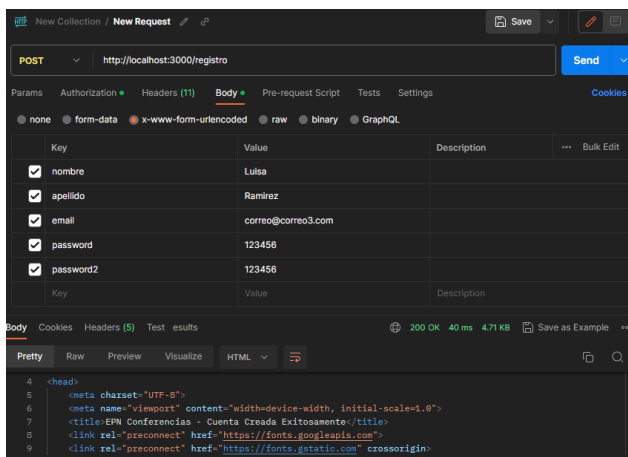 HTTP New Collection / New Request Save
POST http://localhost:3000/registro Send
Params Authorization Headers (11) Body Pre-request Script Tests Settings Cookies
none form-data x-www-form-urlencoded raw binary GraphQL
Key Value Description ••• Bulk Edit
nombre Luisa
apellido Ramirez
email correo@correo3.com
password 123456
password2 123456
Key Value Description
Body Cookies Headers (5) Test esults 200 OK 40 ms 4.71 KB Save as Example
Pretty Raw Preview Visualize HTML
4 <head>
5 <meta charset="UTF-8">
6 <meta name="viewport" content="width=device-width, initial-scale=1.0">
7 <title>EPN Conferencias - Cuenta Creada Exitosamente</title>
8 <link rel="preconnect" href="https://fonts.googleapis.com">
9 <link rel="preconnect" href="https://fonts.gstatic.com" crossorigin>